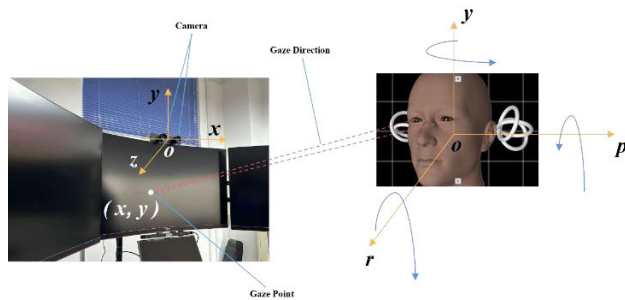 Camera
Gaze Direction
y
x
o
z
(x, y)
Gaze Point
y
o
p
r